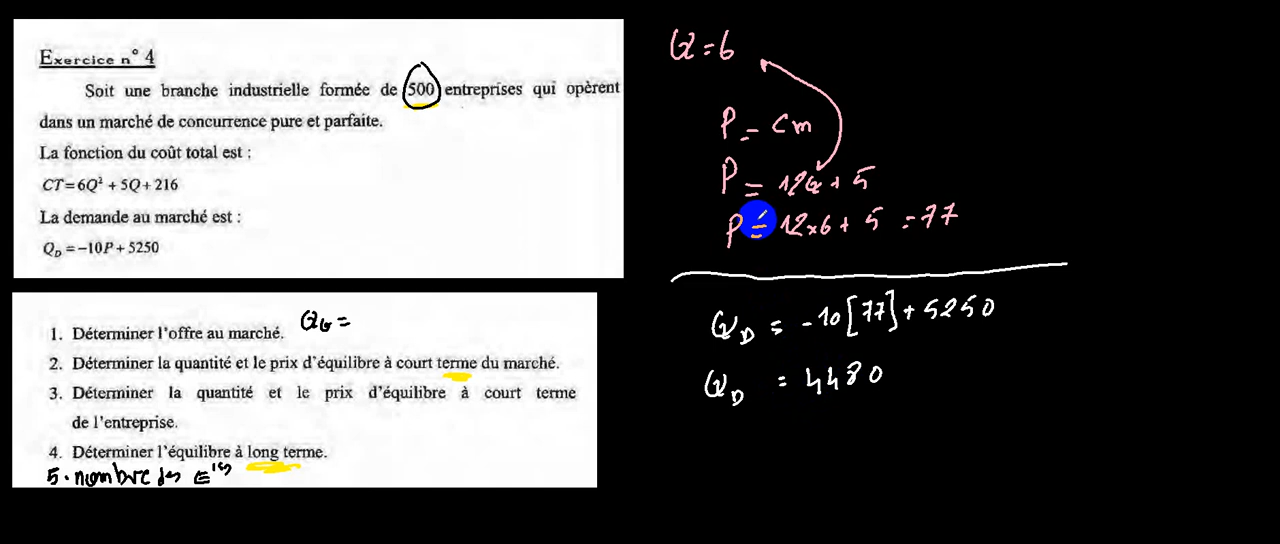 Exercice n° 4
Soit une branche industrielle formée de 500 entreprises qui opèrent
dans un marché de concurrence pure et parfaite.
La fonction du coût total est :
CT=6Q² + 5Q + 216
La demande au marché est :
Q_D = −10P + 5250
1. Déterminer l'offre au marché. QG =
2. Déterminer la quantité et le prix d'équilibre à court terme du marché.
3. Déterminer la quantité et le prix d'équilibre à court terme
de l'entreprise.
4. Déterminer l'équilibre à long terme.
5. nombre des E^ses
Q = 6
P = Cm
P = 12Q + 5
P = 12×6 + 5 = 77
Q_D = -10[77] + 5250
Q_D = 4480